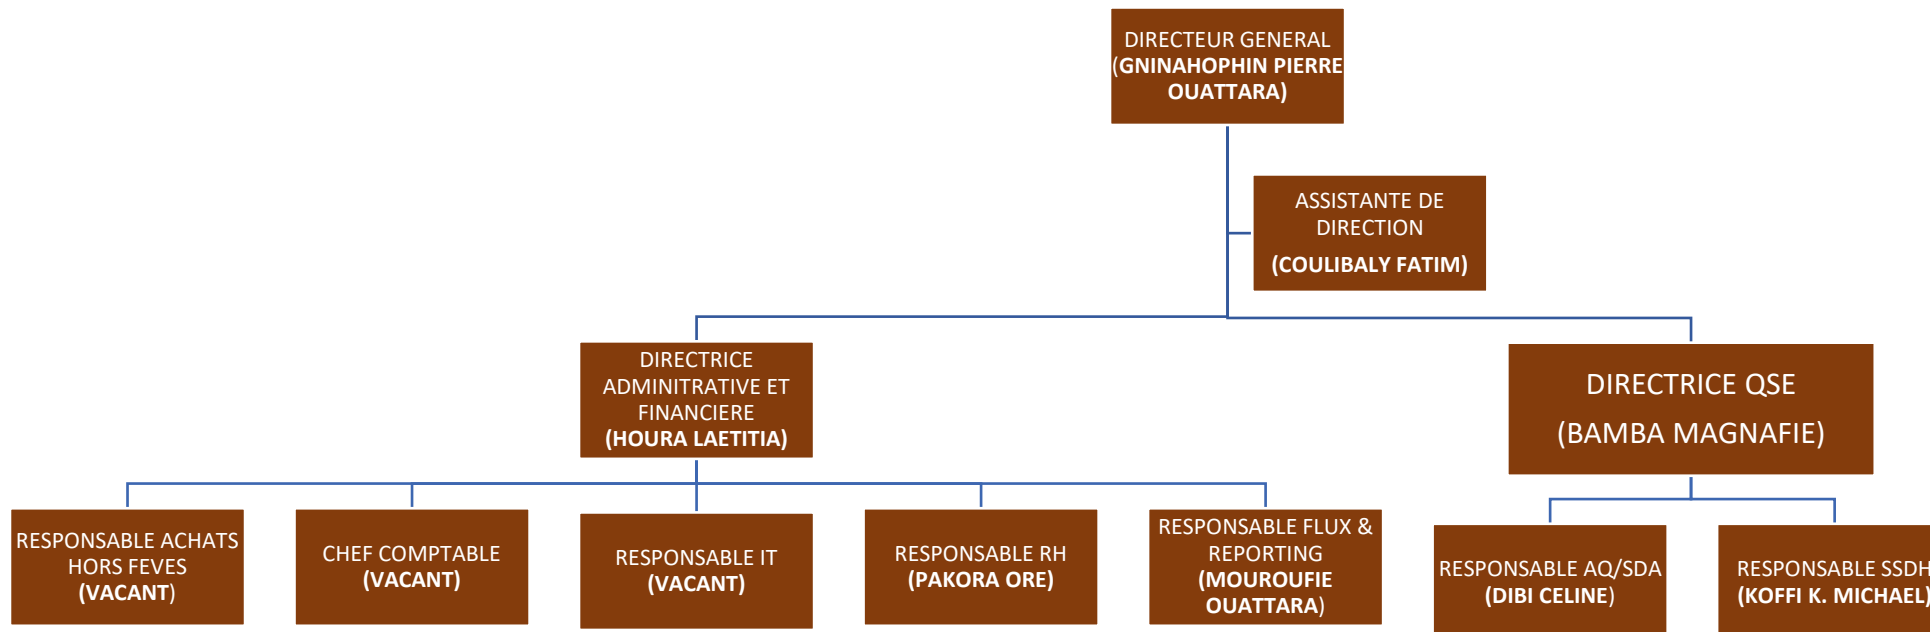 DIRECTEUR GENERAL
(GNINAHOPHIN PIERRE
OUATTARA)
ASSISTANTE DE
DIRECTION
(COULIBALY FATIM)
DIRECTRICE
ADMINITRATIVE ET
FINANCIERE
(HOURA LAETITIA)
DIRECTRICE QSE
(BAMBA MAGNAFIE)
RESPONSABLE ACHATS
HORS FEVES
(VACANT)
CHEF COMPTABLE
(VACANT)
RESPONSABLE IT
(VACANT)
RESPONSABLE RH
(PAKORA ORE)
RESPONSABLE FLUX &
REPORTING
(MOUROUFIE
OUATTARA)
RESPONSABLE AQ/SDA
(DIBI CELINE)
RESPONSABLE SSDH
(KOFFI K. MICHAEL)